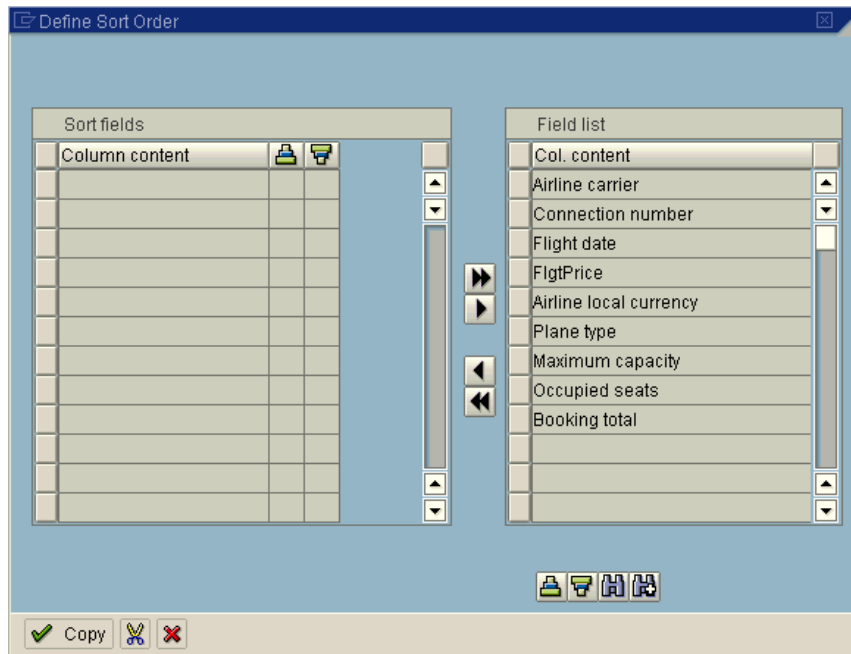 Define Sort Order
Sort fields
Column content
Field list
Col. content
Airline carrier
Connection number
Flight date
FlgtPrice
Airline local currency
Plane type
Maximum capacity
Occupied seats
Booking total
Copy